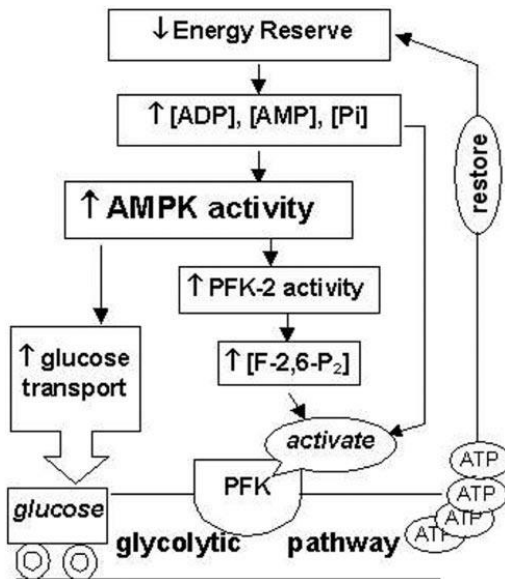 ↓ Energy Reserve
↑ [ADP], [AMP], [Pi]
↑ AMPK activity
restore
↑ PFK-2 activity
↑ glucose
transport
↑ [F-2,6-P₂]
activate
ATP
PFK
ATP
glucose
ATP
ATP
glycolytic pathway